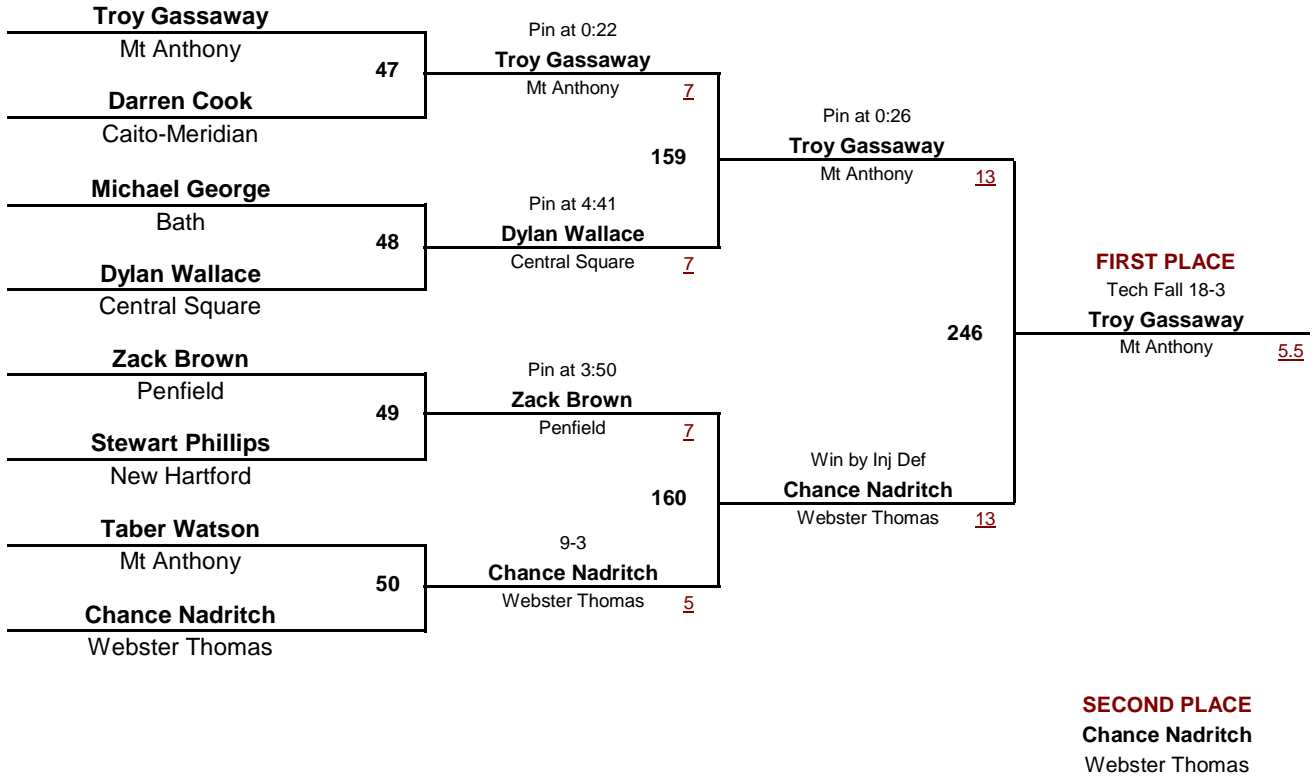 Troy Gassaway
Mt Anthony
47
Darren Cook
Caito-Meridian
Michael George
Bath
48
Dylan Wallace
Central Square
Zack Brown
Penfield
49
Stewart Phillips
New Hartford
Taber Watson
Mt Anthony
50
Chance Nadritch
Webster Thomas
Pin at 0:22
Troy Gassaway
Mt Anthony 7
159
Pin at 4:41
Dylan Wallace
Central Square 7
Pin at 3:50
Zack Brown
Penfield 7
160
9-3
Chance Nadritch
Webster Thomas 5
Pin at 0:26
Troy Gassaway
Mt Anthony 13
246
Win by Inj Def
Chance Nadritch
Webster Thomas 13
FIRST PLACE
Tech Fall 18-3
Troy Gassaway
Mt Anthony 5.5
SECOND PLACE
Chance Nadritch
Webster Thomas